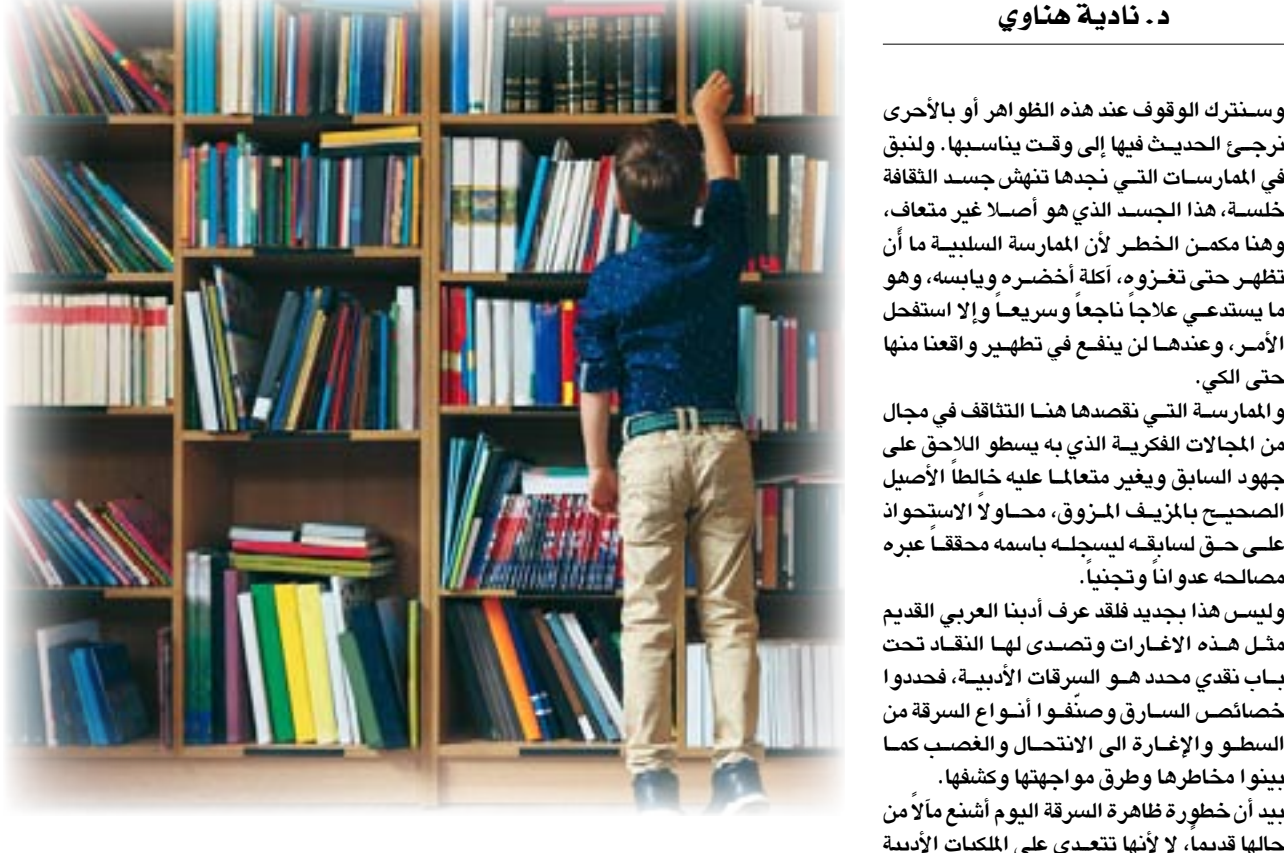 د. نادية هناوي
وسنترك الوقوف عند هذه الظواهر أو بالأحرى
نرجئ الحديث فيها إلى وقت يناسبها. ولنبق
في الممارسات التي نجدها تنهش جسد الثقافة
خلسة، هذا الجسد الذي هو أصلا غير متعاف،
وهنا مكمن الخطر لأن الممارسة السلبية ما أن
تظهر حتى تغزوه، آكلة أخضره ويابسه، وهو
ما يستدعي علاجاً ناجعاً وسريعاً وإلا استفحل
الأمر، وعندها لن ينفع في تطهير واقعنا منها
حتى الكي.
والممارسة التي نقصدها هنا التثاقف في مجال
من المجالات الفكرية الذي به يسطو اللاحق على
جهود السابق ويغير متعالما عليه خالطاً الأصيل
الصحيح بالمزيف المزوق، محاولاً الاستحواذ
على حق لسابقه ليسجله باسمه محققاً عبره
مصالحه عدواناً وتجنياً.
وليس هذا بجديد فلقد عرف أدبنا العربي القديم
مثل هذه الاغارات وتصدى لها النقاد تحت
باب نقدي محدد هو السرقات الأدبية، فحددوا
خصائص السارق وصنّفوا أنواع السرقة من
السطو والإغارة الى الانتحال والغصب كما
بينوا مخاطرها وطرق مواجهتها وكشفها.
بيد أن خطورة ظاهرة السرقة اليوم أشنع مآلاً من
حالها قديماً، لا لأنها تتعدى على الملكيات الأدبية